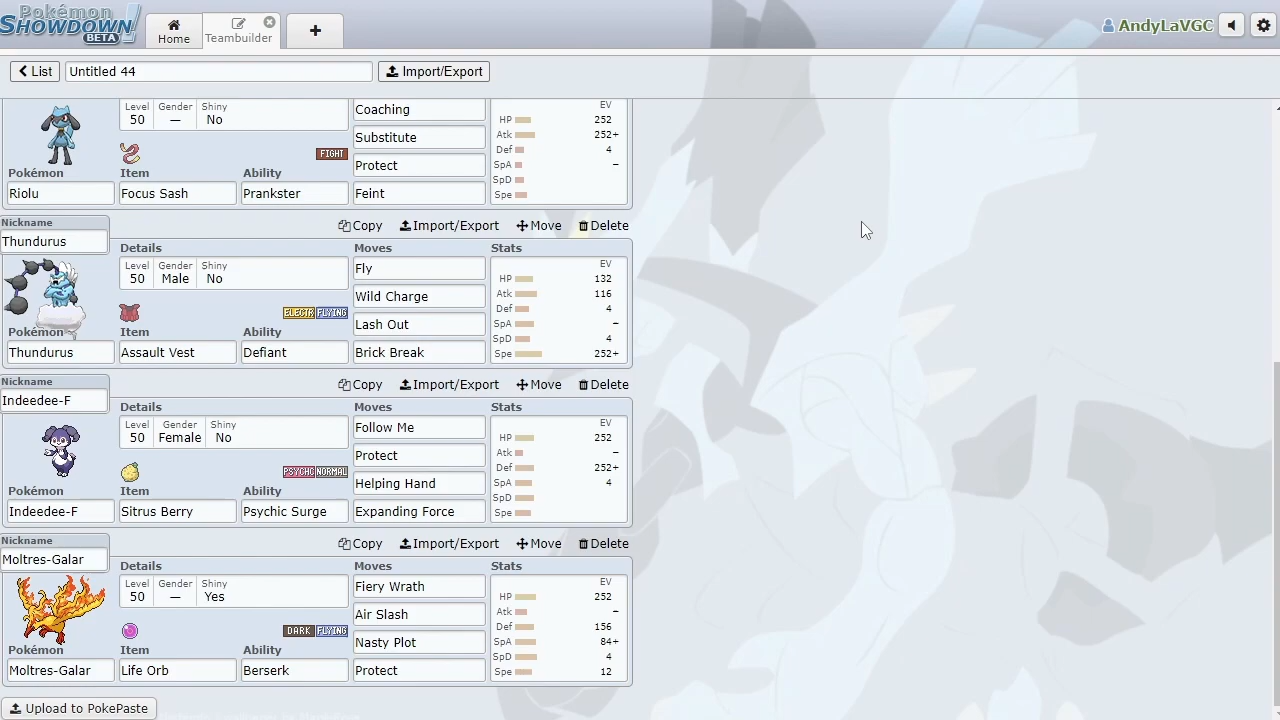 Pokémon
SHOWDOWN!
BETA
Home
Teambuilder
+
AndyLaVGC
List
Untitled 44
Import/Export
Level Gender Shiny
50 — No
Coaching
Substitute
Protect
Feint
EV
HP 252
Atk 252+
Def 4
SpA –
SpD
Spe
FIGHT
Pokémon Item Ability
Riolu Focus Sash Prankster
Nickname
Thundurus
Copy Import/Export Move Delete
Details Moves Stats
Level Gender Shiny
50 Male No
Fly
Wild Charge
Lash Out
Brick Break
EV
HP 132
Atk 116
Def 4
SpA –
SpD 4
Spe 252+
ELECTR FLYING
Pokémon Item Ability
Thundurus Assault Vest Defiant
Nickname
Indeedee-F
Copy Import/Export Move Delete
Details Moves Stats
Level Gender Shiny
50 Female No
Follow Me
Protect
Helping Hand
Expanding Force
EV
HP 252
Atk –
Def 252+
SpA 4
SpD
Spe
PSYCHC NORMAL
Pokémon Item Ability
Indeedee-F Sitrus Berry Psychic Surge
Nickname
Moltres-Galar
Copy Import/Export Move Delete
Details Moves Stats
Level Gender Shiny
50 — Yes
Fiery Wrath
Air Slash
Nasty Plot
Protect
EV
HP 252
Atk –
Def 156
SpA 84+
SpD 4
Spe 12
DARK FLYING
Pokémon Item Ability
Moltres-Galar Life Orb Berserk
Upload to PokePaste